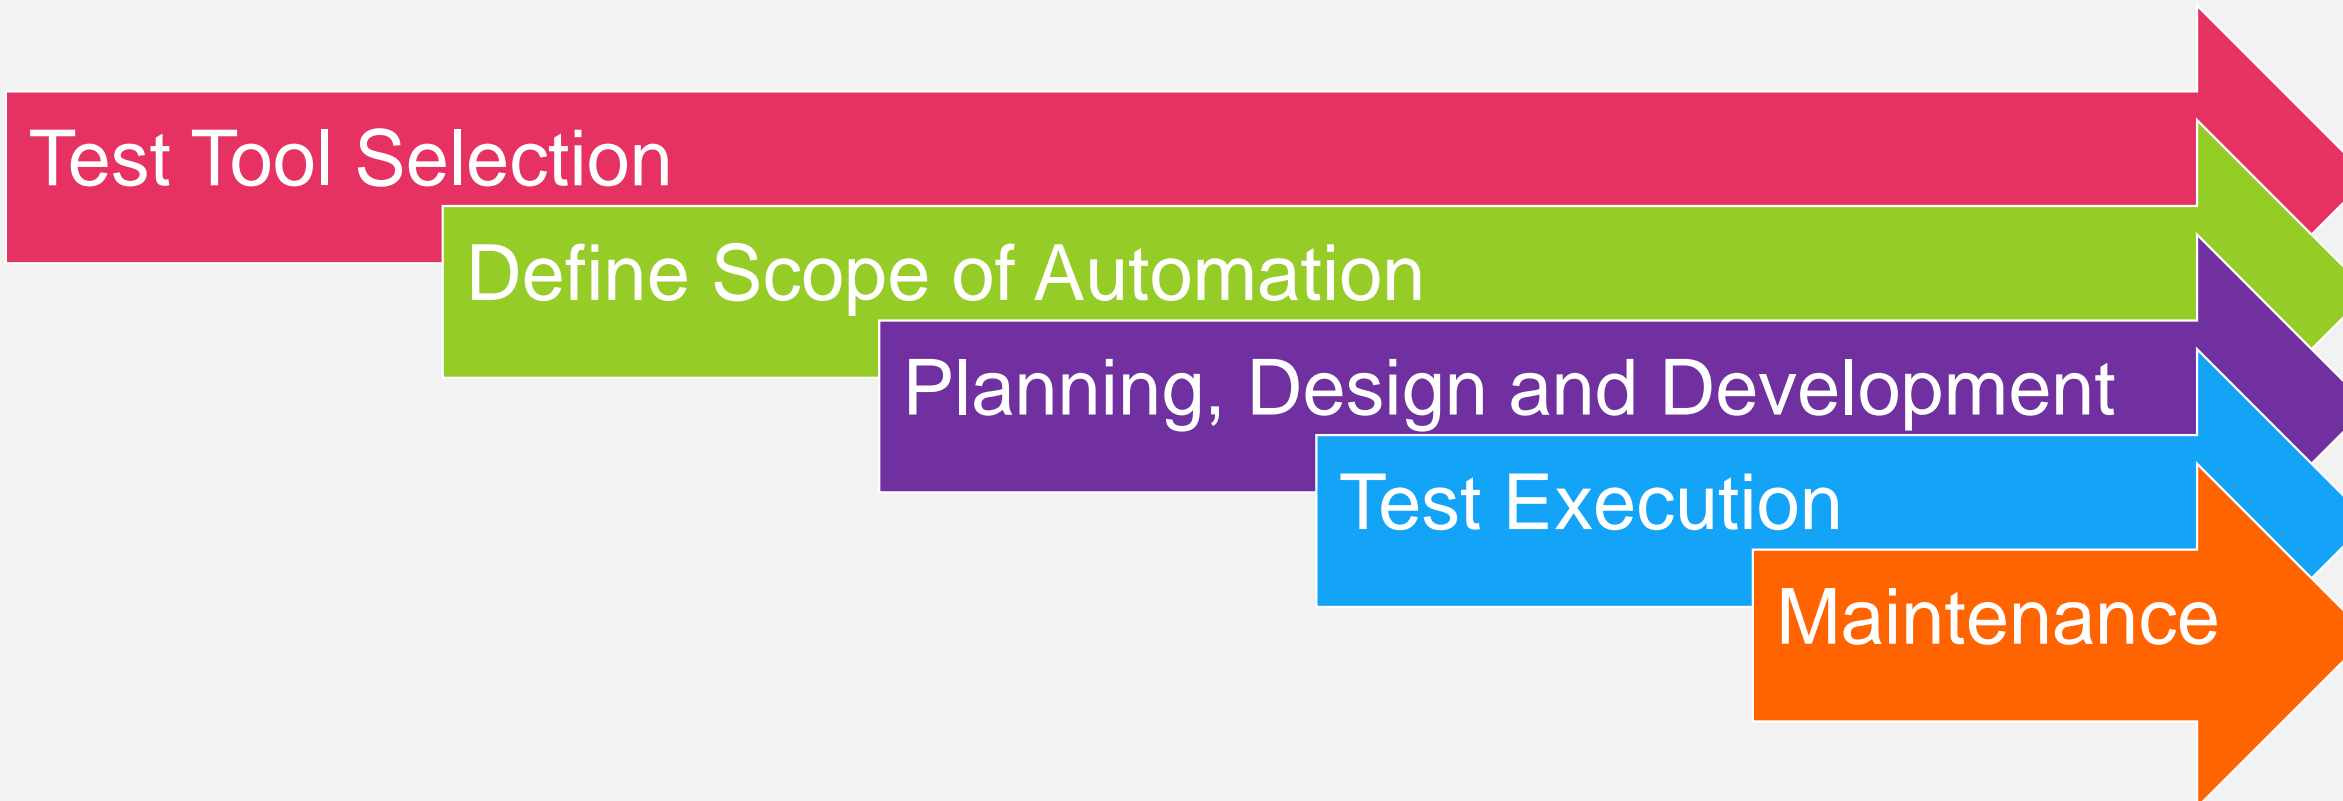 Test Tool Selection
Define Scope of Automation
Planning, Design and Development
Test Execution
Maintenance